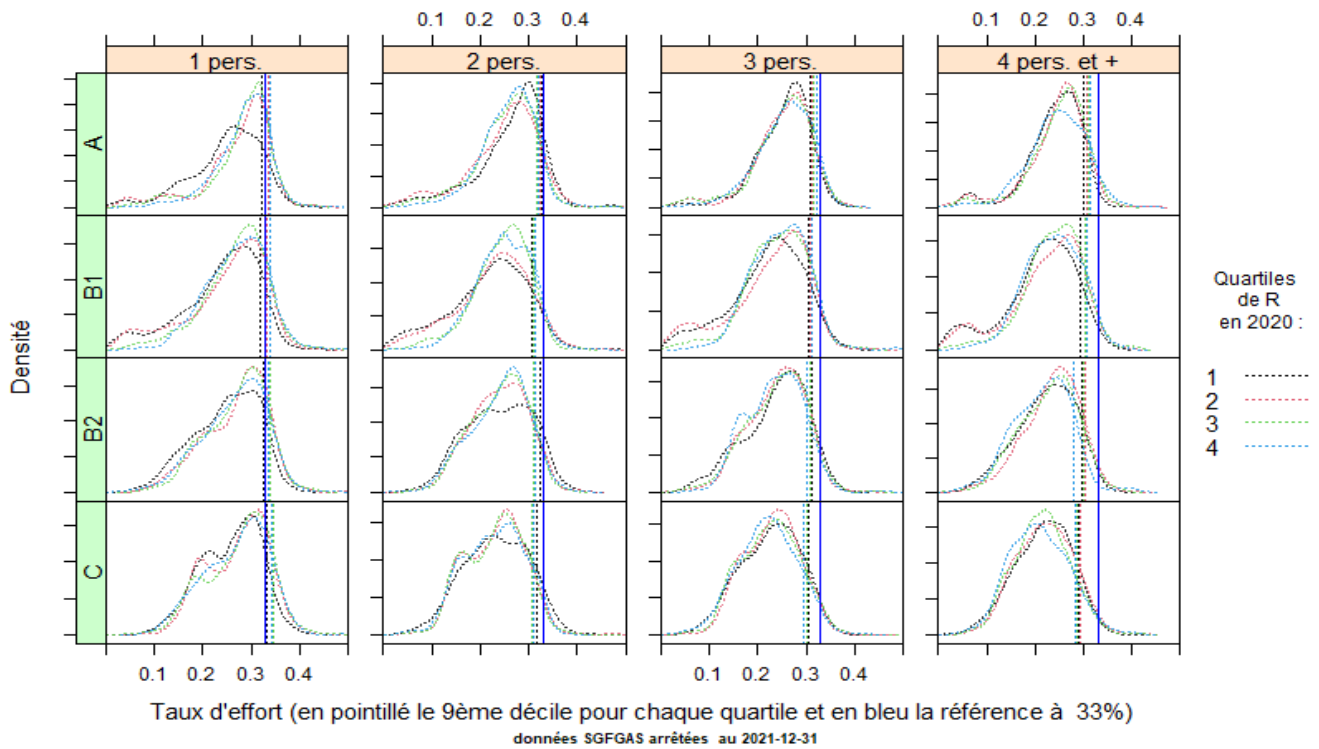 0.1 0.2 0.3 0.4 0.1 0.2 0.3 0.4
1 pers. 2 pers. 3 pers. 4 pers. et +
A
B1
B2
C
Densité
Quartiles
de R
en 2020 :
1
2
3
4
0.1 0.2 0.3 0.4 0.1 0.2 0.3 0.4
Taux d'effort (en pointillé le 9ème décile pour chaque quartile et en bleu la référence à 33%)
données SGFGAS arrêtées au 2021-12-31